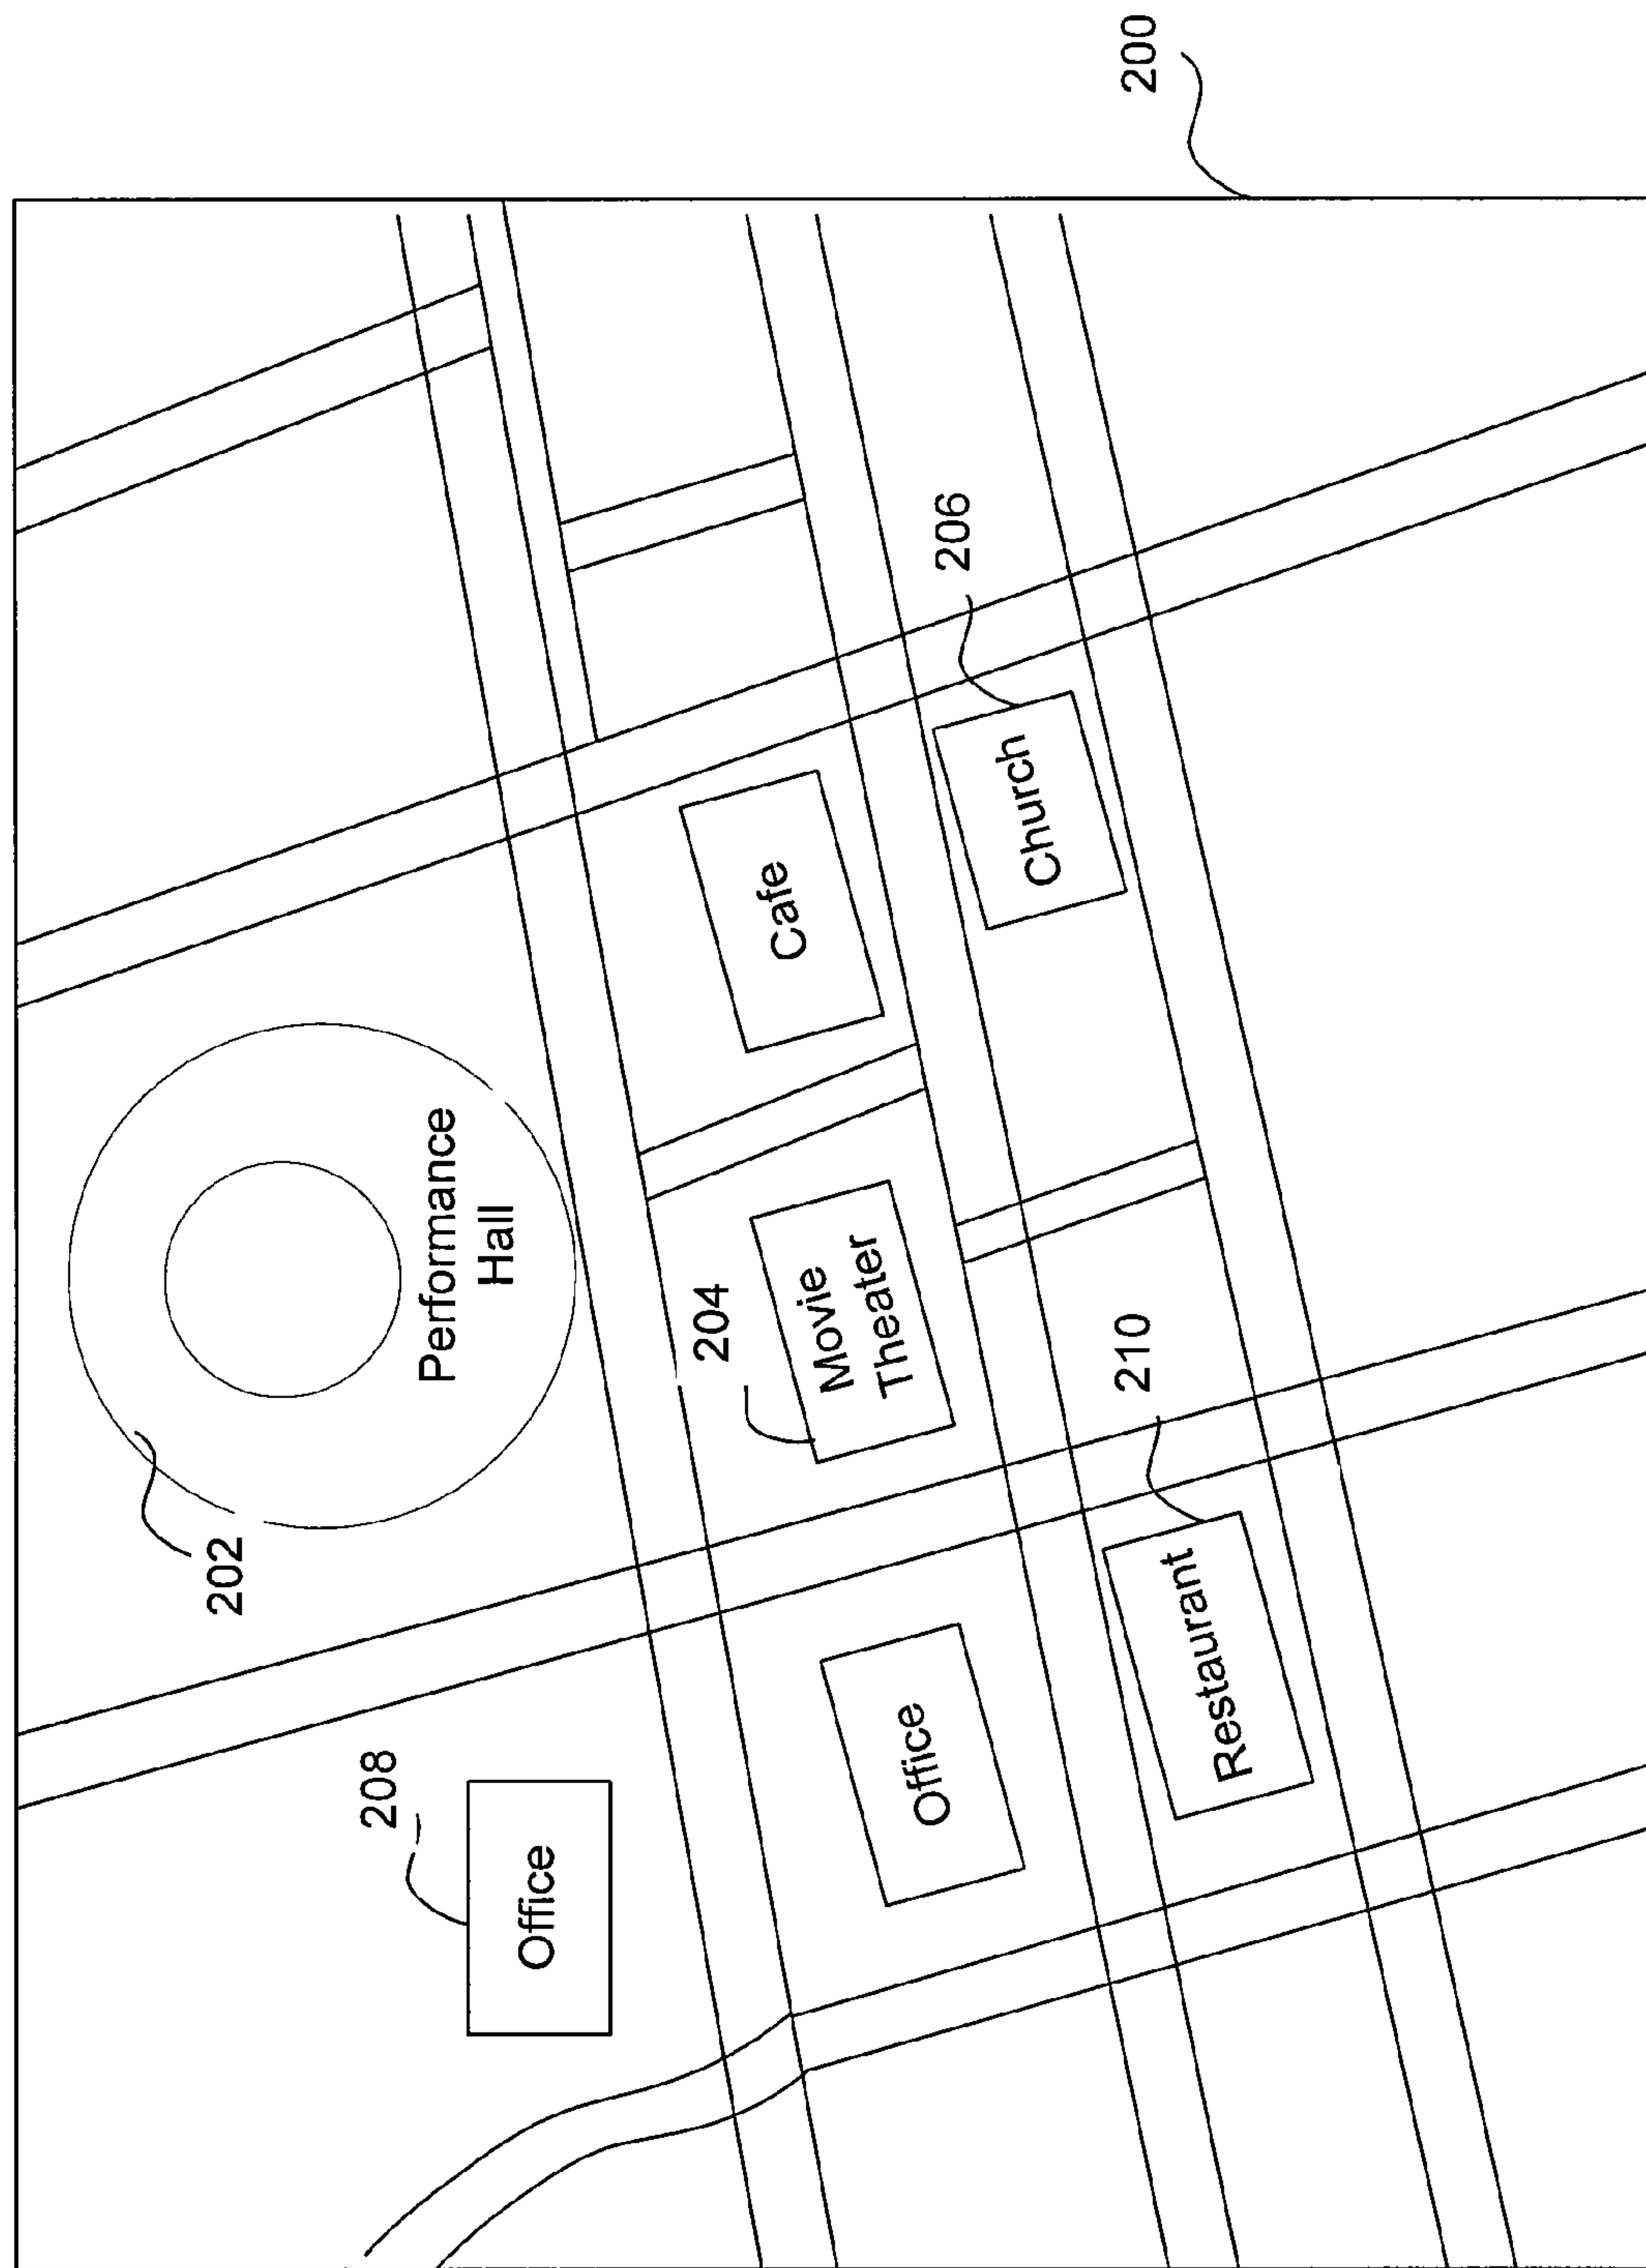 202
208
Performance
Hall
Office
204
Cafe
Movie
Theater
Office
206
Church
210
200
Restaurant